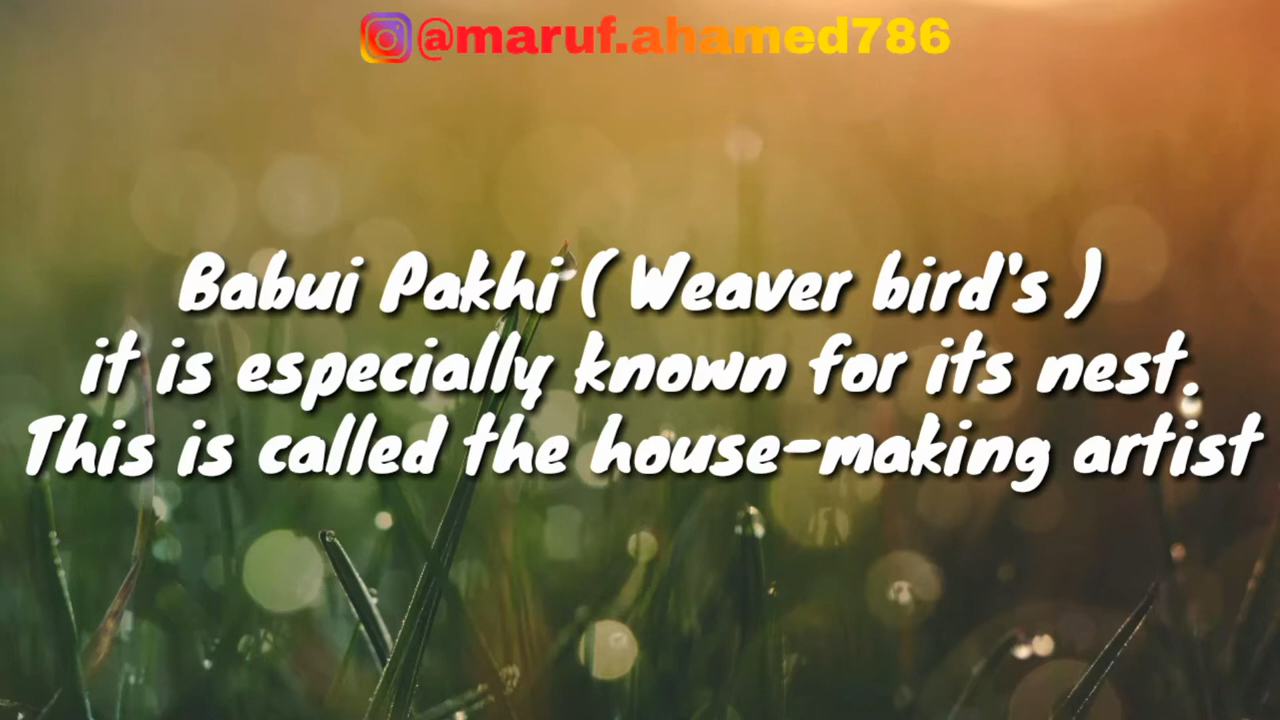 @maruf.ahamed786
Babui Pakhi ( Weaver bird's )
it is especially known for its nest.
This is called the house-making artist